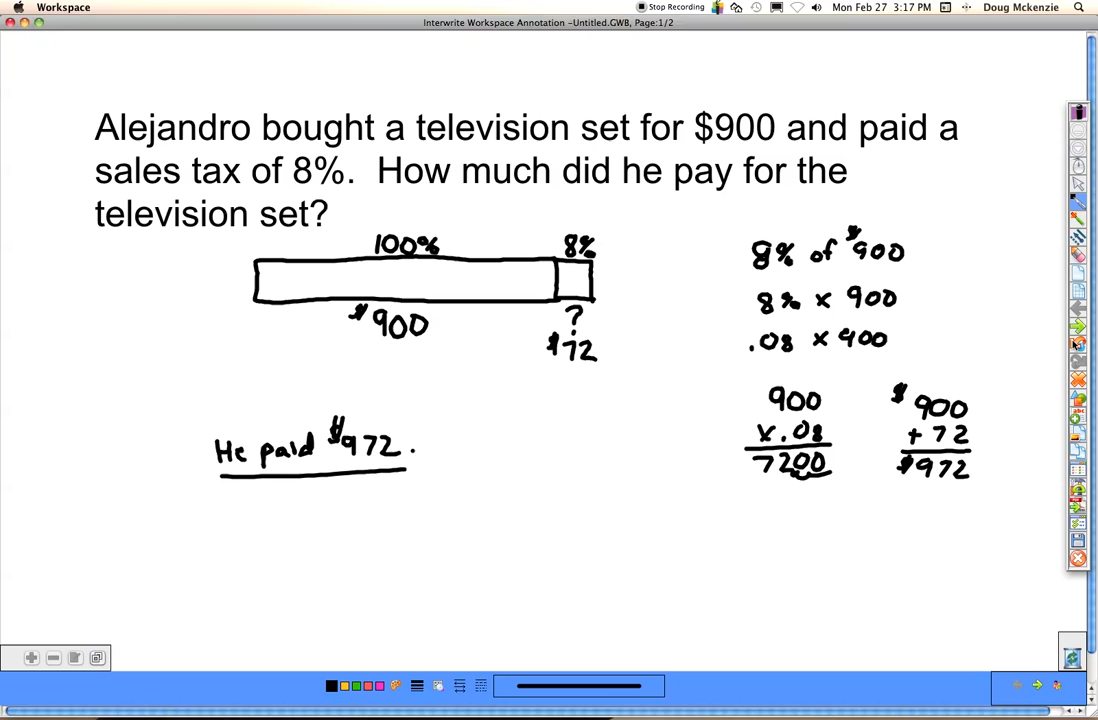 Workspace
Stop Recording
Mon Feb 27 3:17 PM
Doug Mckenzie
Interwrite Workspace Annotation -Untitled.GWB, Page:1/2
Alejandro bought a television set for $900 and paid a
sales tax of 8%. How much did he pay for the
television set?
100% 8%
$900
?
$72
He paid $972.
8% of $900
8% x 900
.08 x 900
900
x.08
7200
$900
+ 72
$972